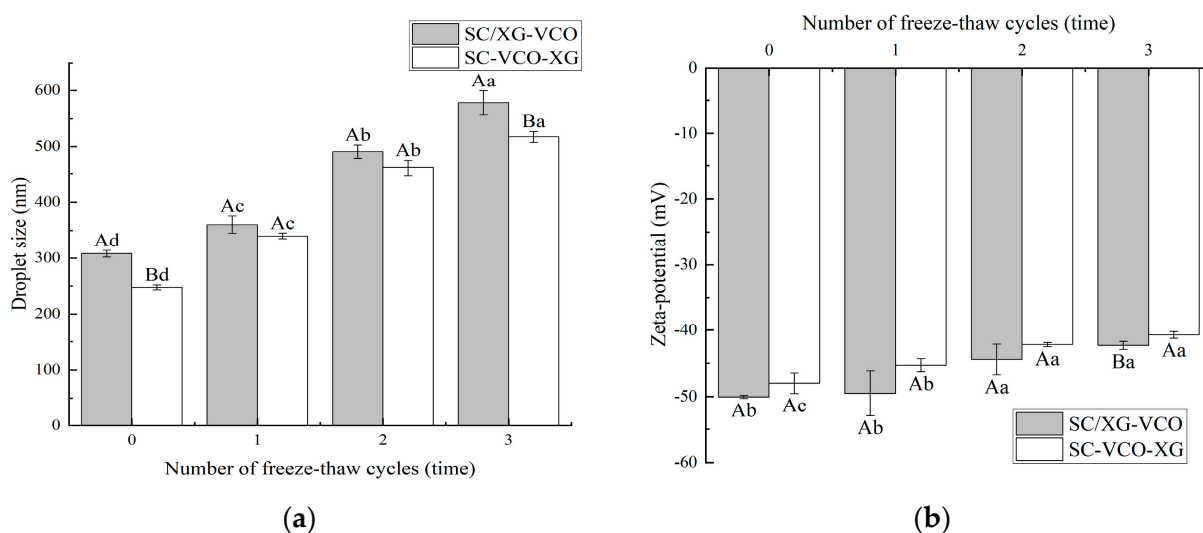 SC/XG-VCO
SC-VCO-XG
600
500
400
300
200
100
0
Droplet size (nm)
Ad
Bd
Ac
Ac
Ab
Ab
Aa
Ba
0 1 2 3
Number of freeze-thaw cycles (time)
(a)
Number of freeze-thaw cycles (time)
0 1 2 3
0
-10
-20
-30
-40
-50
-60
Zeta-potential (mV)
Ab
Ac
Ab
Ab
Aa
Aa
Ba
Aa
SC/XG-VCO
SC-VCO-XG
(b)